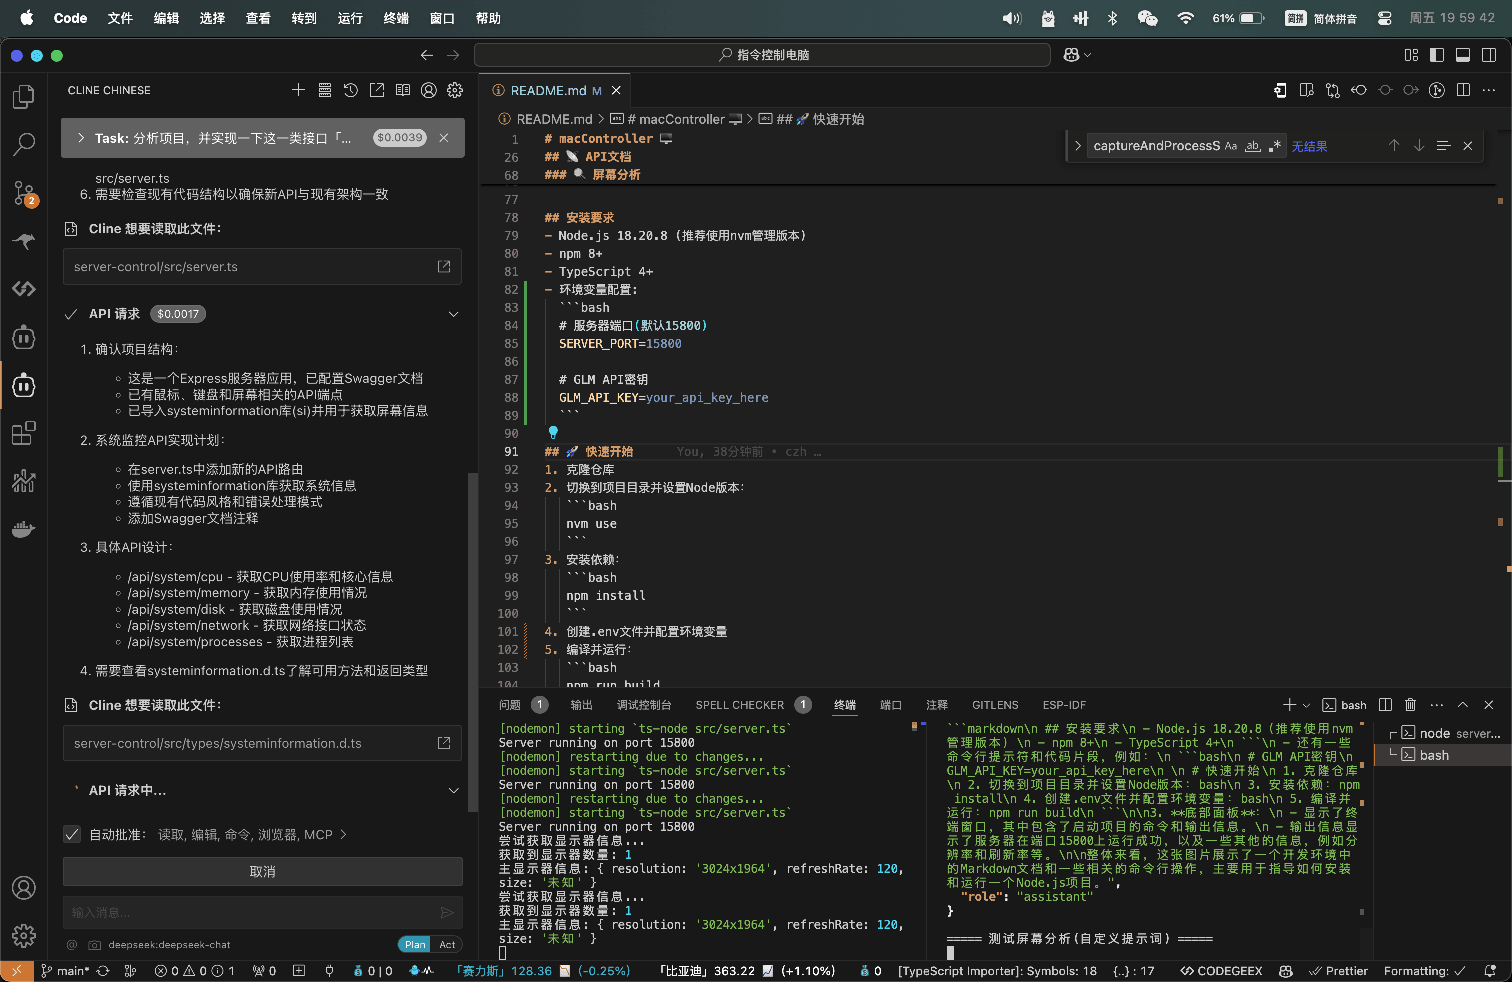 Code 文件 编辑 选择 查看 转到 运行 终端 窗口 帮助
61% 简拼 简体拼音 周五 19 59 42
指令控制电脑
CLINE CHINESE
Task: 分析项目，并实现一下这一类接口「... $0.0039
src/server.ts
6. 需要检查现有代码结构以确保新API与现有架构一致
Cline 想要读取此文件:
server-control/src/server.ts
API 请求 $0.0017
1. 确认项目结构:
这是一个Express服务器应用，已配置Swagger文档
已有鼠标、键盘和屏幕相关的API端点
已导入systeminformation库(si)并用于获取屏幕信息
2. 系统监控API实现计划:
在server.ts中添加新的API路由
使用systeminformation库获取系统信息
遵循现有代码风格和错误处理模式
添加Swagger文档注释
3. 具体API设计:
/api/system/cpu - 获取CPU使用率和核心信息
/api/system/memory - 获取内存使用情况
/api/system/disk - 获取磁盘使用情况
/api/system/network - 获取网络接口状态
/api/system/processes - 获取进程列表
4. 需要查看systeminformation.d.ts了解可用方法和返回类型
Cline 想要读取此文件:
server-control/src/types/systeminformation.d.ts
API 请求中...
自动批准: 读取, 编辑, 命令, 浏览器, MCP
取消
输入消息...
@ deepseek:deepseek-chat Plan Act
2
README.md M
README.md > # macController > ## 🚀 快速开始
captureAndProcessS Aa ab 无结果
1 # macController
26 ## API文档
68 ### 屏幕分析
77
78 ## 安装要求
79 - Node.js 18.20.8 (推荐使用nvm管理版本)
80 - npm 8+
81 - TypeScript 4+
82 - 环境变量配置:
83 ```bash
84 # 服务器端口(默认15800)
85 SERVER_PORT=15800
86
87 # GLM API密钥
88 GLM_API_KEY=your_api_key_here
89 ```
90
91 ## 🚀 快速开始 You, 38分钟前 • czh …
92 1. 克隆仓库
93 2. 切换到项目目录并设置Node版本:
94 ```bash
95 nvm use
96 ```
97 3. 安装依赖:
98 ```bash
99 npm install
100 ```
101 4. 创建.env文件并配置环境变量
102 5. 编译并运行:
103 ```bash
104 npm run build
问题 1 输出 调试控制台 SPELL CHECKER 1 终端 端口 注释 GITLENS ESP-IDF bash
[nodemon] starting `ts-node src/server.ts`
Server running on port 15800
[nodemon] restarting due to changes...
[nodemon] starting `ts-node src/server.ts`
Server running on port 15800
[nodemon] restarting due to changes...
[nodemon] starting `ts-node src/server.ts`
Server running on port 15800
尝试获取显示器信息...
获取到显示器数量: 1
主显示器信息: { resolution: '3024x1964', refreshRate: 120,
size: '未知' }
尝试获取显示器信息...
获取到显示器数量: 1
主显示器信息: { resolution: '3024x1964', refreshRate: 120,
size: '未知' }
```markdown\n ## 安装要求\n - Node.js 18.20.8 (推荐使用nvm
管理版本) \n - npm 8+\n - TypeScript 4+\n ```\n - 还有一些
命令行提示符和代码片段，例如: \n ```bash\n # GLM API密钥\n
GLM_API_KEY=your_api_key_here\n \n # 快速开始\n 1. 克隆仓库
\n 2. 切换到项目目录并设置Node版本: bash\n 3. 安装依赖: npm
install\n 4. 创建.env文件并配置环境变量: bash\n 5. 编译并
运行: npm run build\n ```\n\n3. **底部面板**: \n - 显示了终
端窗口，其中包含了启动项目的命令和输出信息。\n - 输出信息显
示了服务器在端口15800上运行成功，以及一些其他的信息，例如分
辨率和刷新率等。\n\n整体来看，这张图片展示了一个开发环境中
的Markdown文档和一些相关的命令行操作，主要用于指导如何安装
和运行一个Node.js项目。",
"role": "assistant"
}
===== 测试屏幕分析(自定义提示词) =====
node server...
bash
main* 0 0 1 0 0 | 0 「赛力斯」128.36 (-0.25%) 「比亚迪」363.22 (+1.10%) 0 [TypeScript Importer]: Symbols: 18 {..} : 17 CODEGEEX Prettier Formatting: ✓